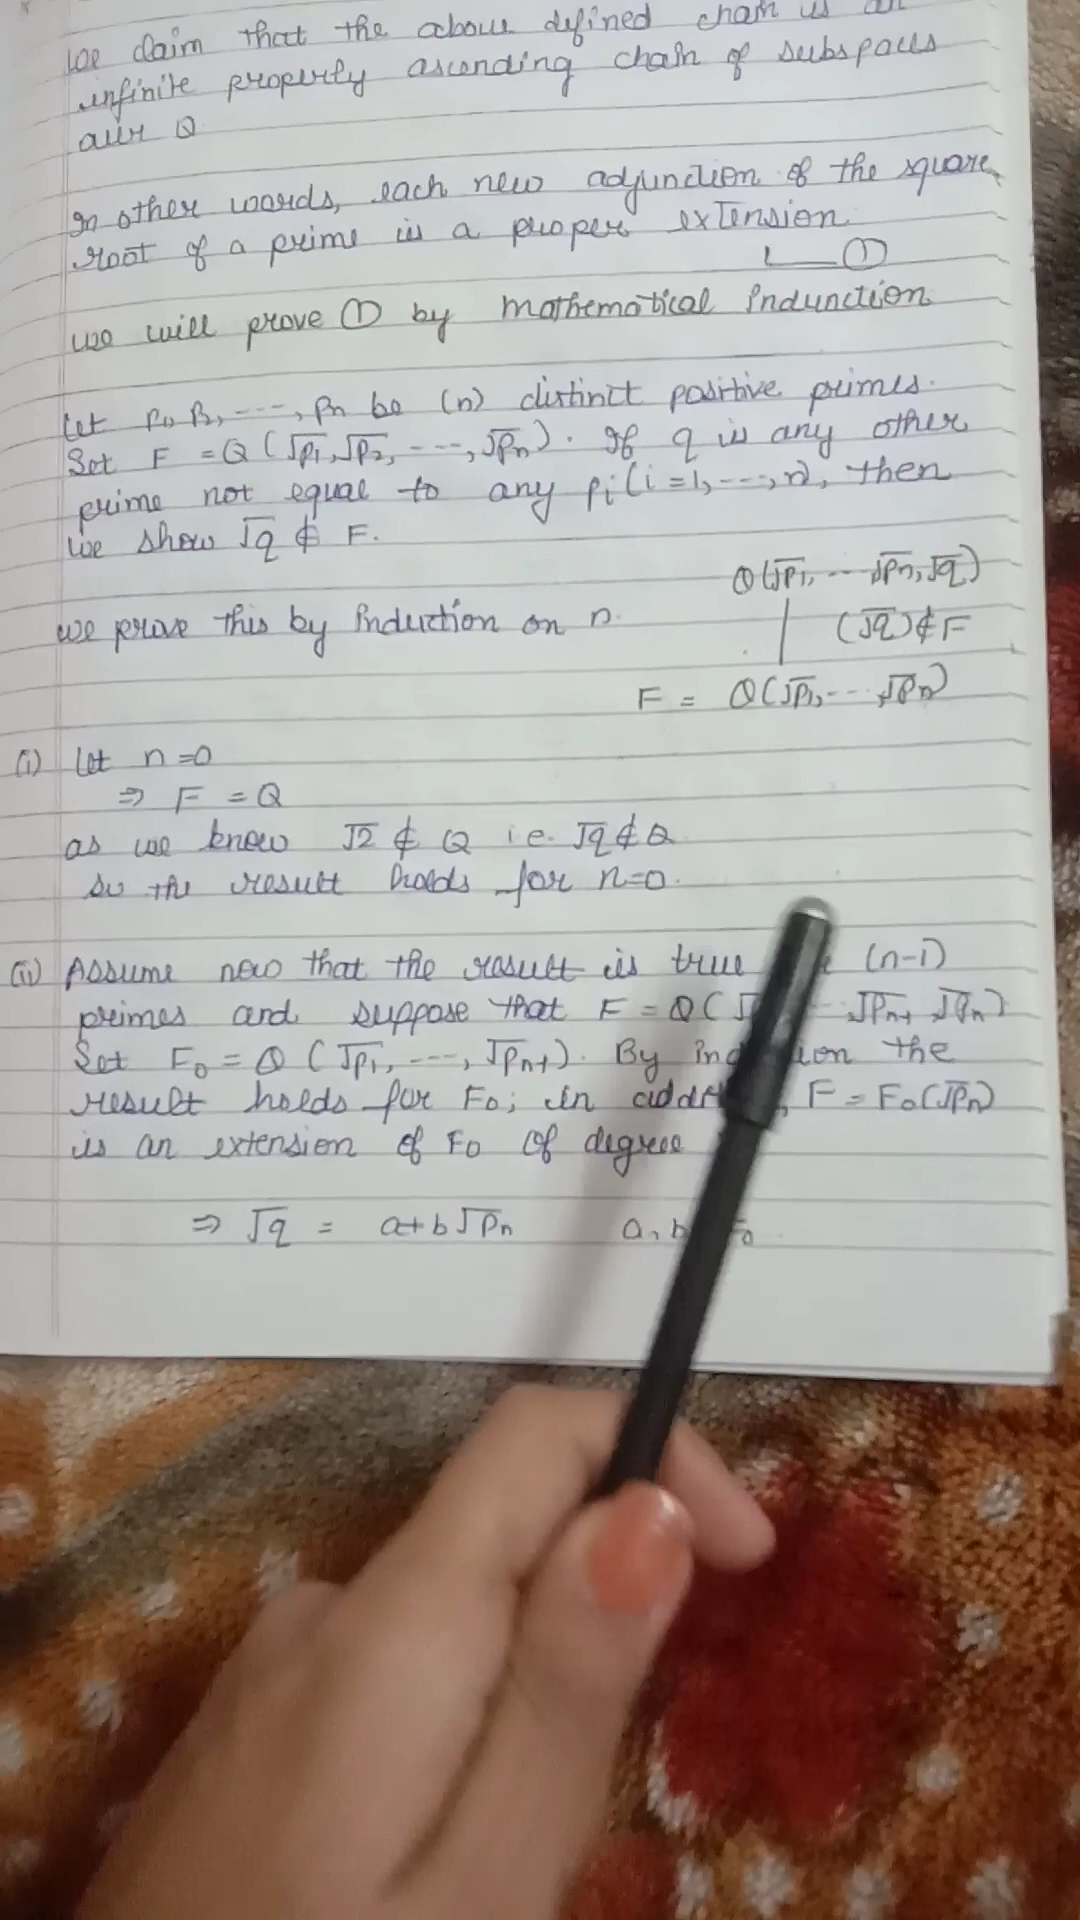 we claim that the above defined chain is an
infinite properly ascending chain of subspaces
over Q
In other words, each new adjunction of the square
root of a prime is a proper extension
①
we will prove ① by Mathematical Indunction
Let p1, p2, ---, pn be (n) distinct positive primes.
Set F = Q (√p1, √p2, ---, √pn). If q is any other
prime not equal to any pi (i=1, ---, n), then
we show √q ∉ F.
Q(√p1, --- √pn, √q)
we prove this by Induction on n.
(√q) ∉ F
F = Q(√p1, --- √pn)
(i) Let n=0
⇒ F = Q
as we know √2 ∉ Q i.e. √q ∉ Q
so the result holds for n=0.
(ii) Assume now that the result is true (n-1)
primes and suppose that F = Q ( √pn-1 √pn)
Set F0 = Q (√p1, ---, √pn-1). By the
result holds for F0; in F = F0(√pn)
is an extension of F0 of degree
⇒ √q = a+b√pn a, b